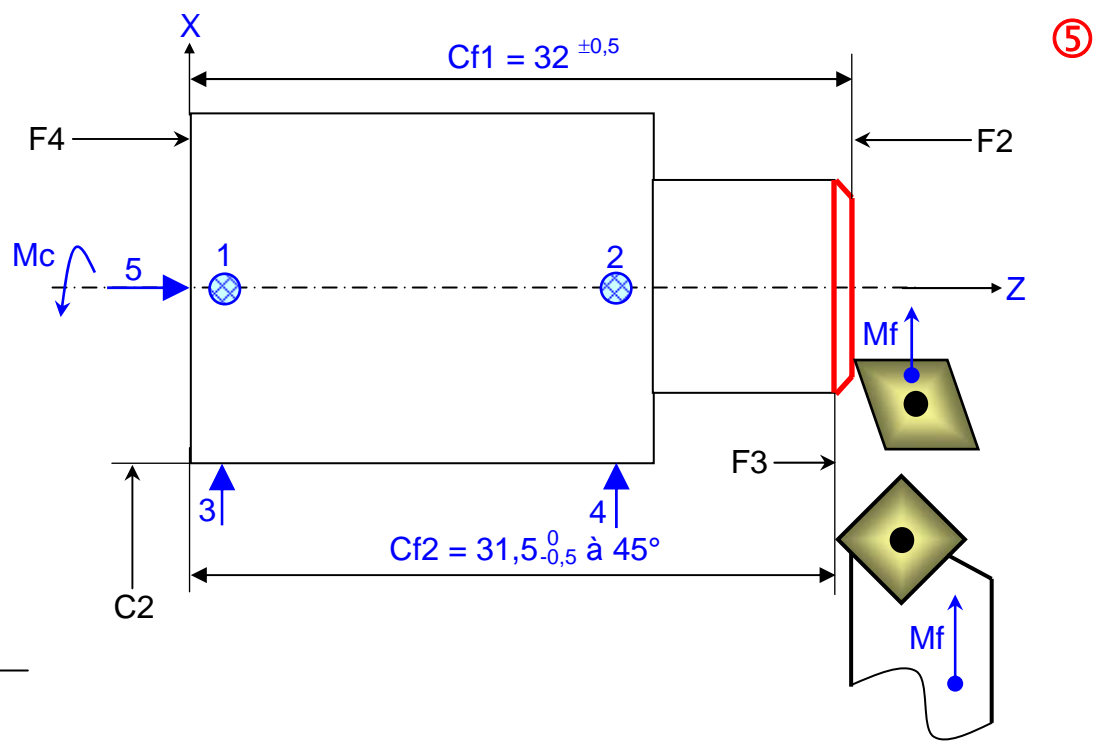 X
Cf1 = 32 ±0,5
⑤
F4
F2
Mc
5
1
2
Z
Mf
3
4
F3
Cf2 = 31,5 0 -0,5 à 45°
C2
Mf